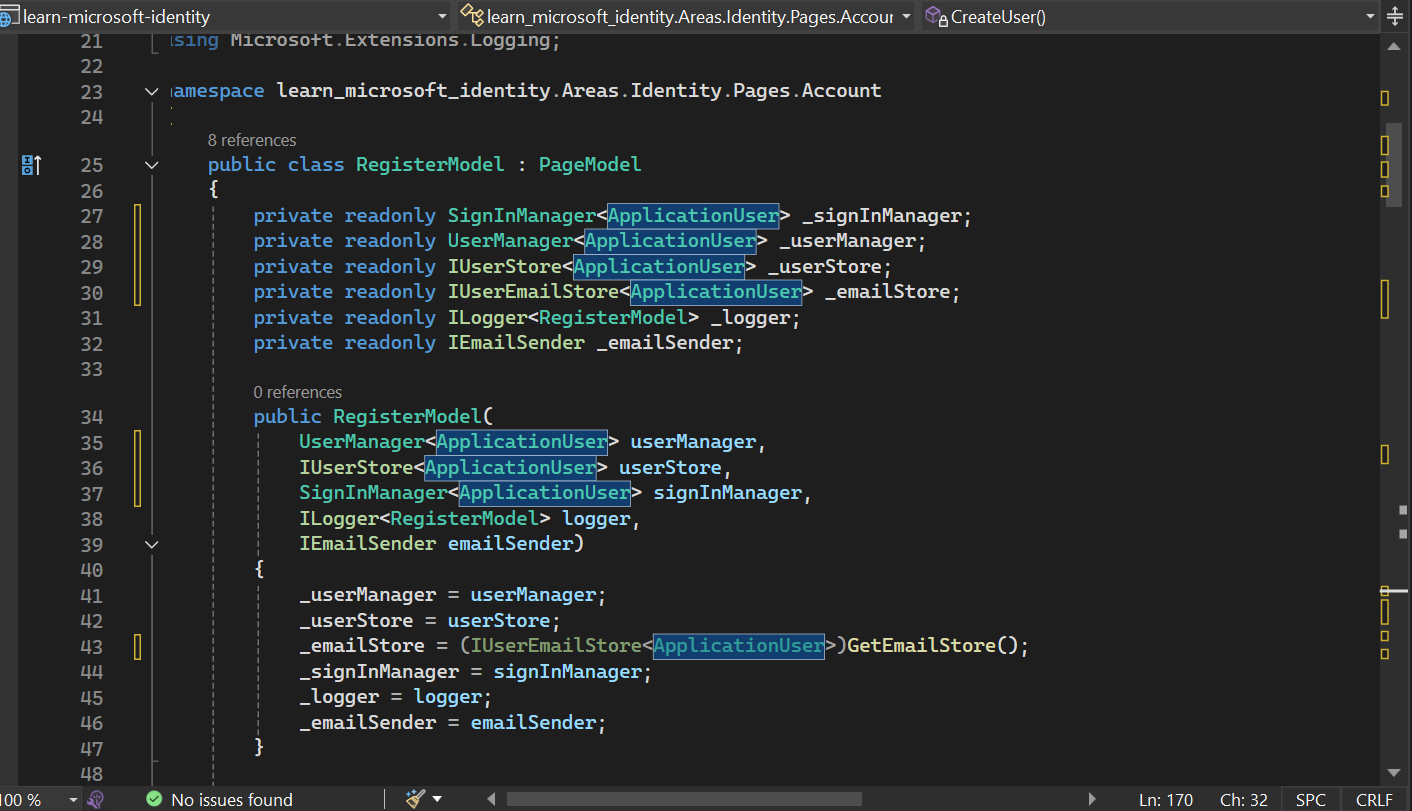 learn-microsoft-identity
learn_microsoft_identity.Areas.Identity.Pages.Accour
CreateUser()
21 ising Microsoft.Extensions.Logging;
22
23 namespace learn_microsoft_identity.Areas.Identity.Pages.Account
24
8 references
25 public class RegisterModel : PageModel
26 {
27 private readonly SignInManager<ApplicationUser> _signInManager;
28 private readonly UserManager<ApplicationUser> _userManager;
29 private readonly IUserStore<ApplicationUser> _userStore;
30 private readonly IUserEmailStore<ApplicationUser> _emailStore;
31 private readonly ILogger<RegisterModel> _logger;
32 private readonly IEmailSender _emailSender;
33
0 references
34 public RegisterModel(
35 UserManager<ApplicationUser> userManager,
36 IUserStore<ApplicationUser> userStore,
37 SignInManager<ApplicationUser> signInManager,
38 ILogger<RegisterModel> logger,
39 IEmailSender emailSender)
40 {
41 _userManager = userManager;
42 _userStore = userStore;
43 _emailStore = (IUserEmailStore<ApplicationUser>)GetEmailStore();
44 _signInManager = signInManager;
45 _logger = logger;
46 _emailSender = emailSender;
47 }
48
100 %
No issues found
Ln: 170
Ch: 32
SPC
CRLF